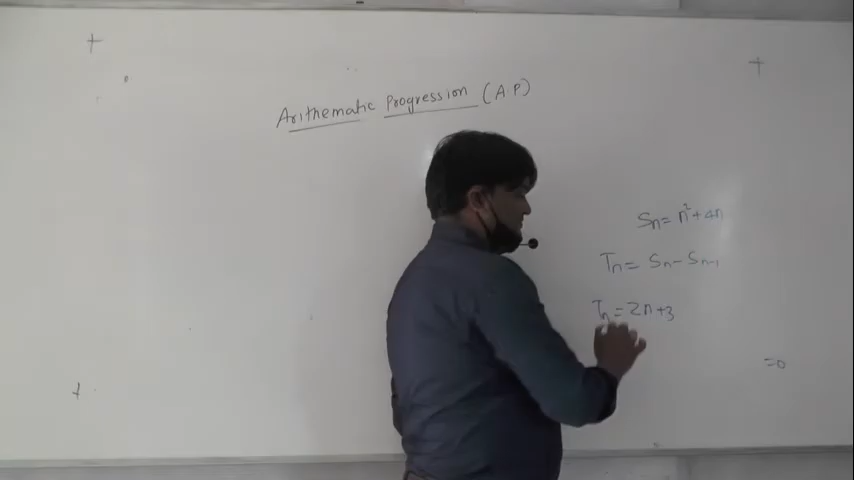 Arithematic Progression (A.P)
Sn = n² + 4n
Tn = Sn - Sn-1
Tn = 2n + 3
=0